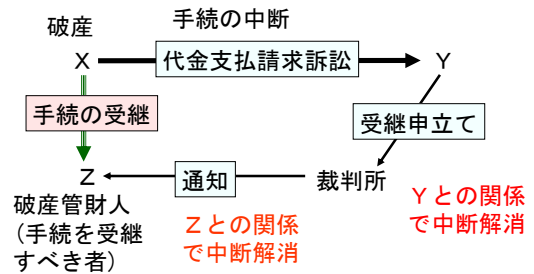 手続の中断
破産
X
代金支払請求訴訟
Y
手続の受継
受継申立て
Z
通知
裁判所
破産管財人
(手続を受継
すべき者)
Zとの関係
で中断解消
Yとの関係
で中断解消